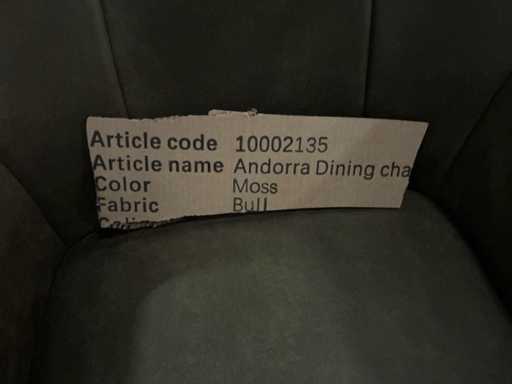 Article code 10002135
Article name Andorra Dining cha
Color Moss
Fabric Bull